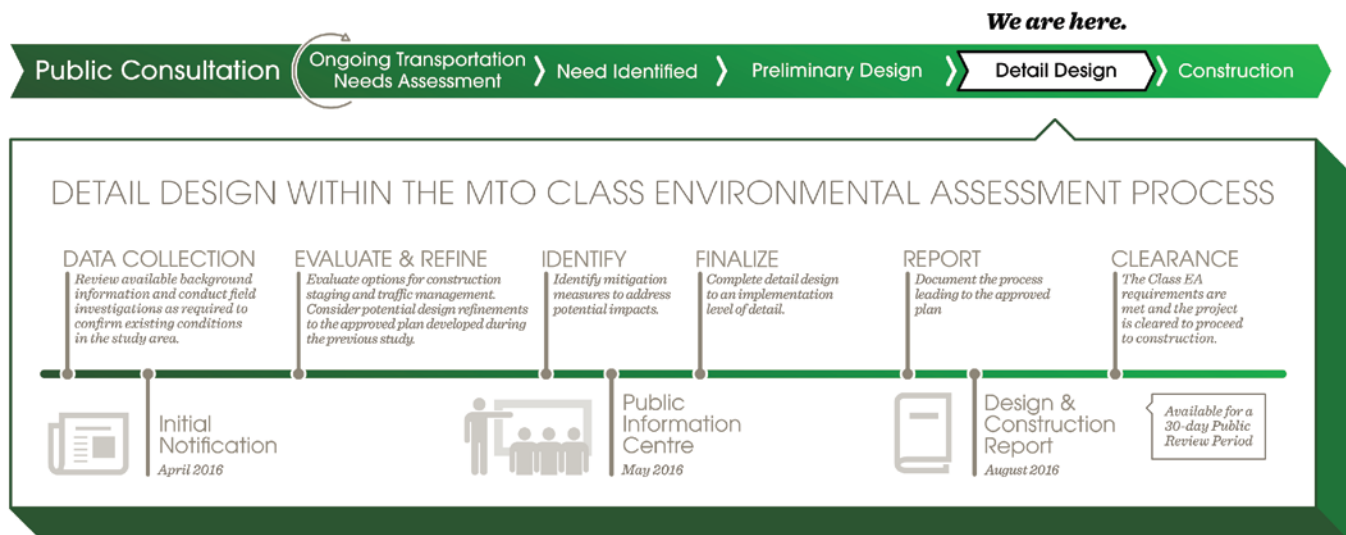 We are here.
Public Consultation
Ongoing Transportation
Needs Assessment
Need Identified
Preliminary Design
Detail Design
Construction
DETAIL DESIGN WITHIN THE MTO CLASS ENVIRONMENTAL ASSESSMENT PROCESS
DATA COLLECTION
Review available background
information and conduct field
investigations as required to
confirm existing conditions
in the study area.
EVALUATE & REFINE
Evaluate options for construction
staging and traffic management.
Consider potential design refinements
to the approved plan developed during
the previous study.
IDENTIFY
Identify mitigation
measures to address
potential impacts.
FINALIZE
Complete detail design
to an implementation
level of detail.
REPORT
Document the process
leading to the approved
plan
CLEARANCE
The Class EA
requirements are
met and the project
is cleared to proceed
to construction.
Initial
Notification
April 2016
Public
Information
Centre
May 2016
Design &
Construction
Report
August 2016
Available for a
30-day Public
Review Period